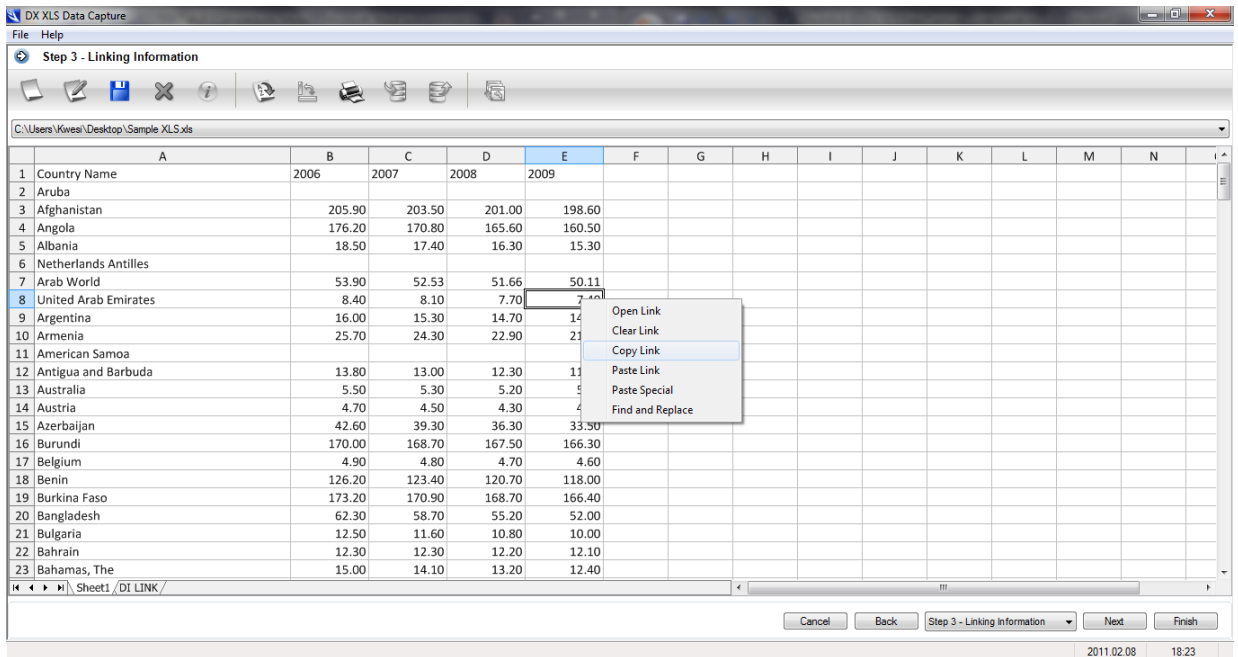 DX XLS Data Capture
File Help
Step 3 - Linking Information
C:\Users\Kwesi\Desktop\Sample XLS.xls
A B C D E F G H I J K L M N
1 Country Name 2006 2007 2008 2009
2 Aruba
3 Afghanistan 205.90 203.50 201.00 198.60
4 Angola 176.20 170.80 165.60 160.50
5 Albania 18.50 17.40 16.30 15.30
6 Netherlands Antilles
7 Arab World 53.90 52.53 51.66 50.11
8 United Arab Emirates 8.40 8.10 7.70
9 Argentina 16.00 15.30 14.70
10 Armenia 25.70 24.30 22.90
11 American Samoa
12 Antigua and Barbuda 13.80 13.00 12.30
13 Australia 5.50 5.30 5.20
14 Austria 4.70 4.50 4.30
15 Azerbaijan 42.60 39.30 36.30 33.50
16 Burundi 170.00 168.70 167.50 166.30
17 Belgium 4.90 4.80 4.70 4.60
18 Benin 126.20 123.40 120.70 118.00
19 Burkina Faso 173.20 170.90 168.70 166.40
20 Bangladesh 62.30 58.70 55.20 52.00
21 Bulgaria 12.50 11.60 10.80 10.00
22 Bahrain 12.30 12.30 12.20 12.10
23 Bahamas, The 15.00 14.10 13.20 12.40
Open Link
Clear Link
Copy Link
Paste Link
Paste Special
Find and Replace
Sheet1 DI LINK
Cancel Back Step 3 - Linking Information Next Finish
2011.02.08 18:23